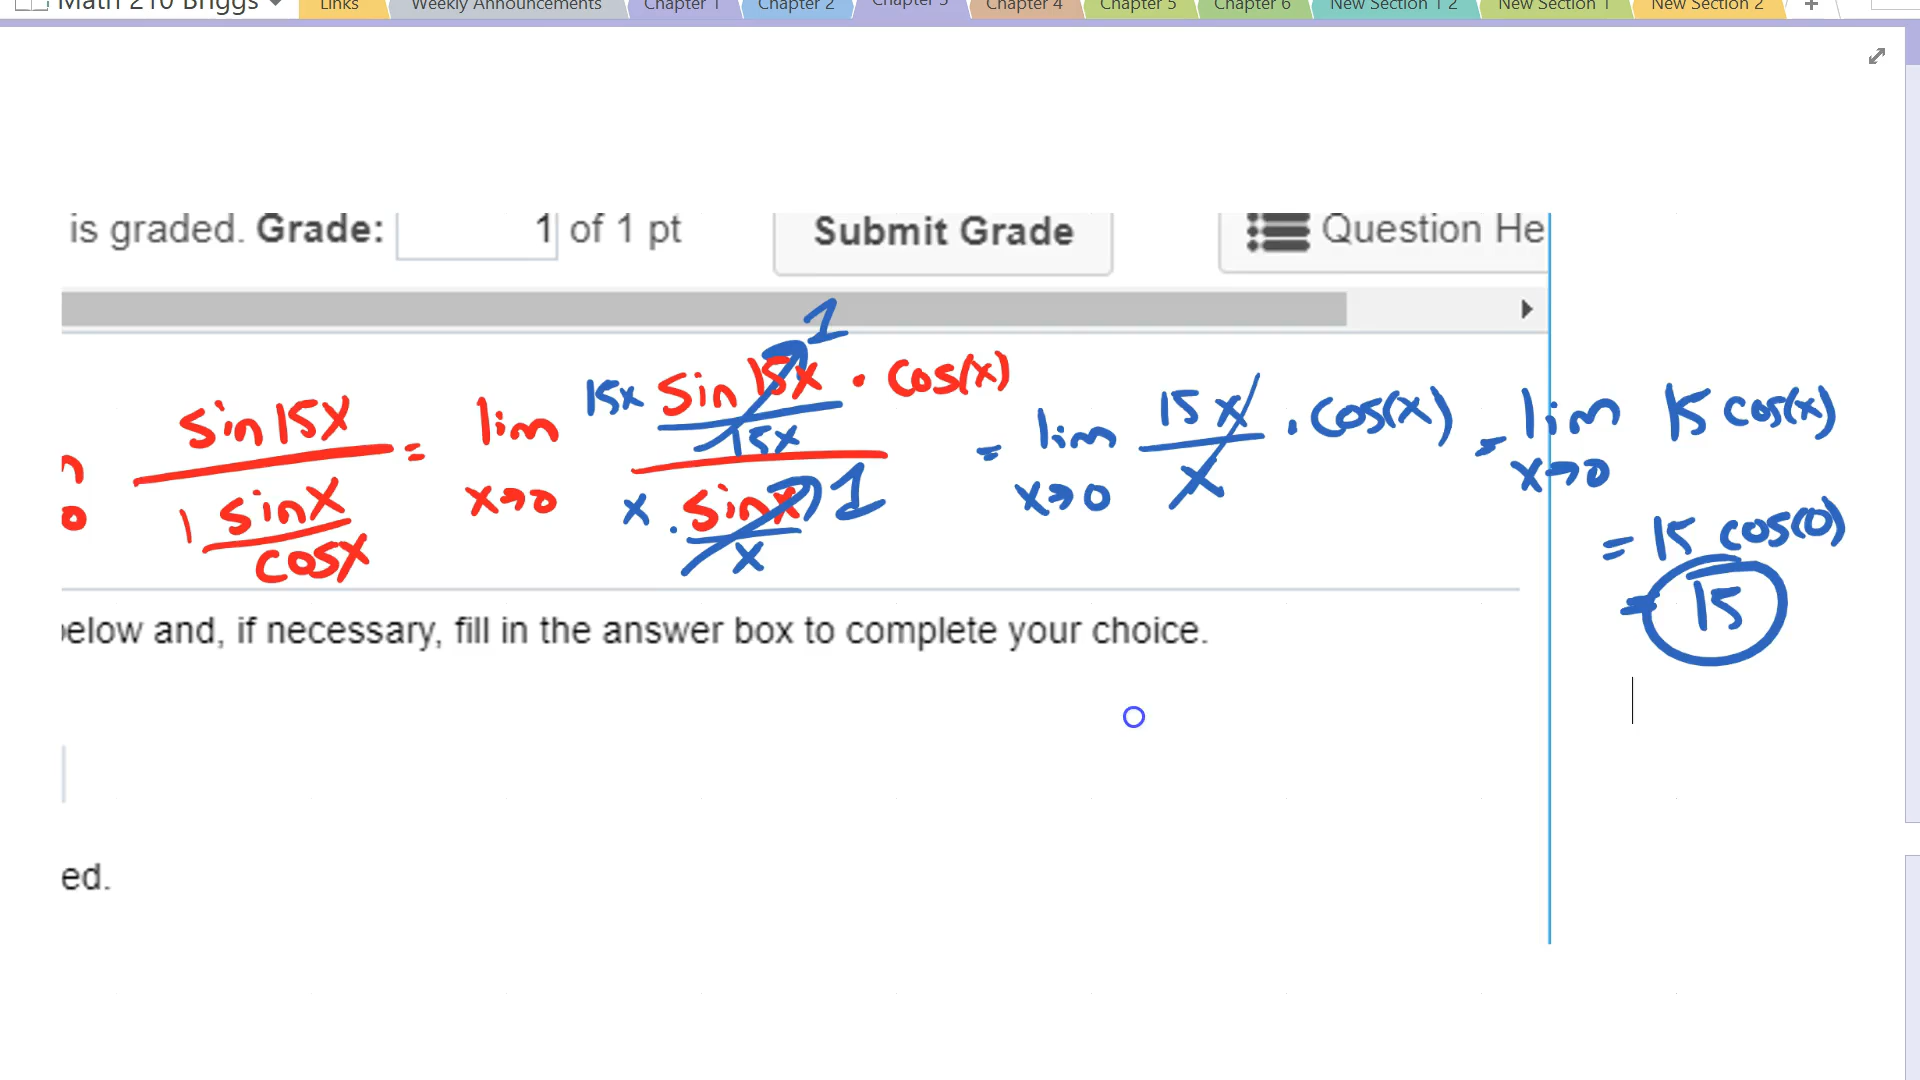 Math 210 Briggs Links Weekly Announcements Chapter 1 Chapter 2 Chapter 3 Chapter 4 Chapter 5 Chapter 6 New Section 1 2 New Section 1 New Section 2 +
is graded. Grade: 1 of 1 pt Submit Grade Question He
sin15x / 1 sinx/cosx = lim x→0 15x sin15x/15x → 1 · cos(x) / x · sinx/x → 1 = lim x→0 15x/x · cos(x) = lim x→0 15 cos(x)
= 15 cos(0)
= 15
elow and, if necessary, fill in the answer box to complete your choice.
ed.